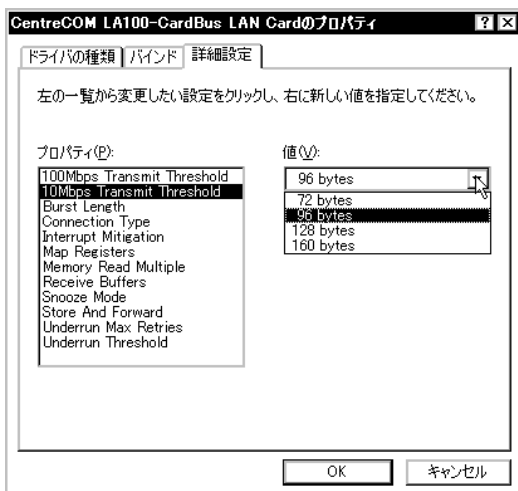 CentreCOM LA100-CardBus LAN Cardのプロパティ
ドライバの種類 バインド 詳細設定
左の一覧から変更したい設定をクリックし、右に新しい値を指定してください。
プロパティ(P):
100Mbps Transmit Threshold
10Mbps Transmit Threshold
Burst Length
Connection Type
Interrupt Mitigation
Map Registers
Memory Read Multiple
Receive Buffers
Snooze Mode
Store And Forward
Underrun Max Retries
Underrun Threshold
値(V):
96 bytes
72 bytes
96 bytes
128 bytes
160 bytes
OK キャンセル